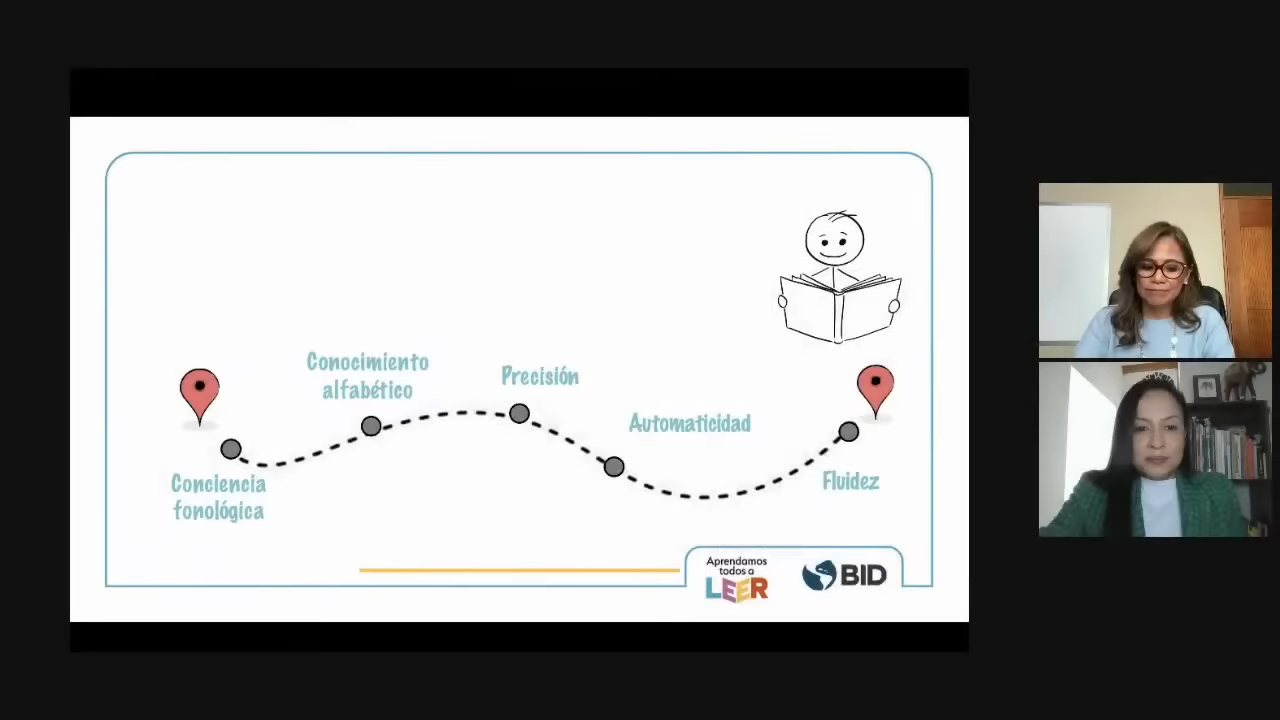 Conocimiento
alfabético
Precisión
Automaticidad
Conciencia
fonológica
Fluidez
Aprendamos
todos a
LEER
BID